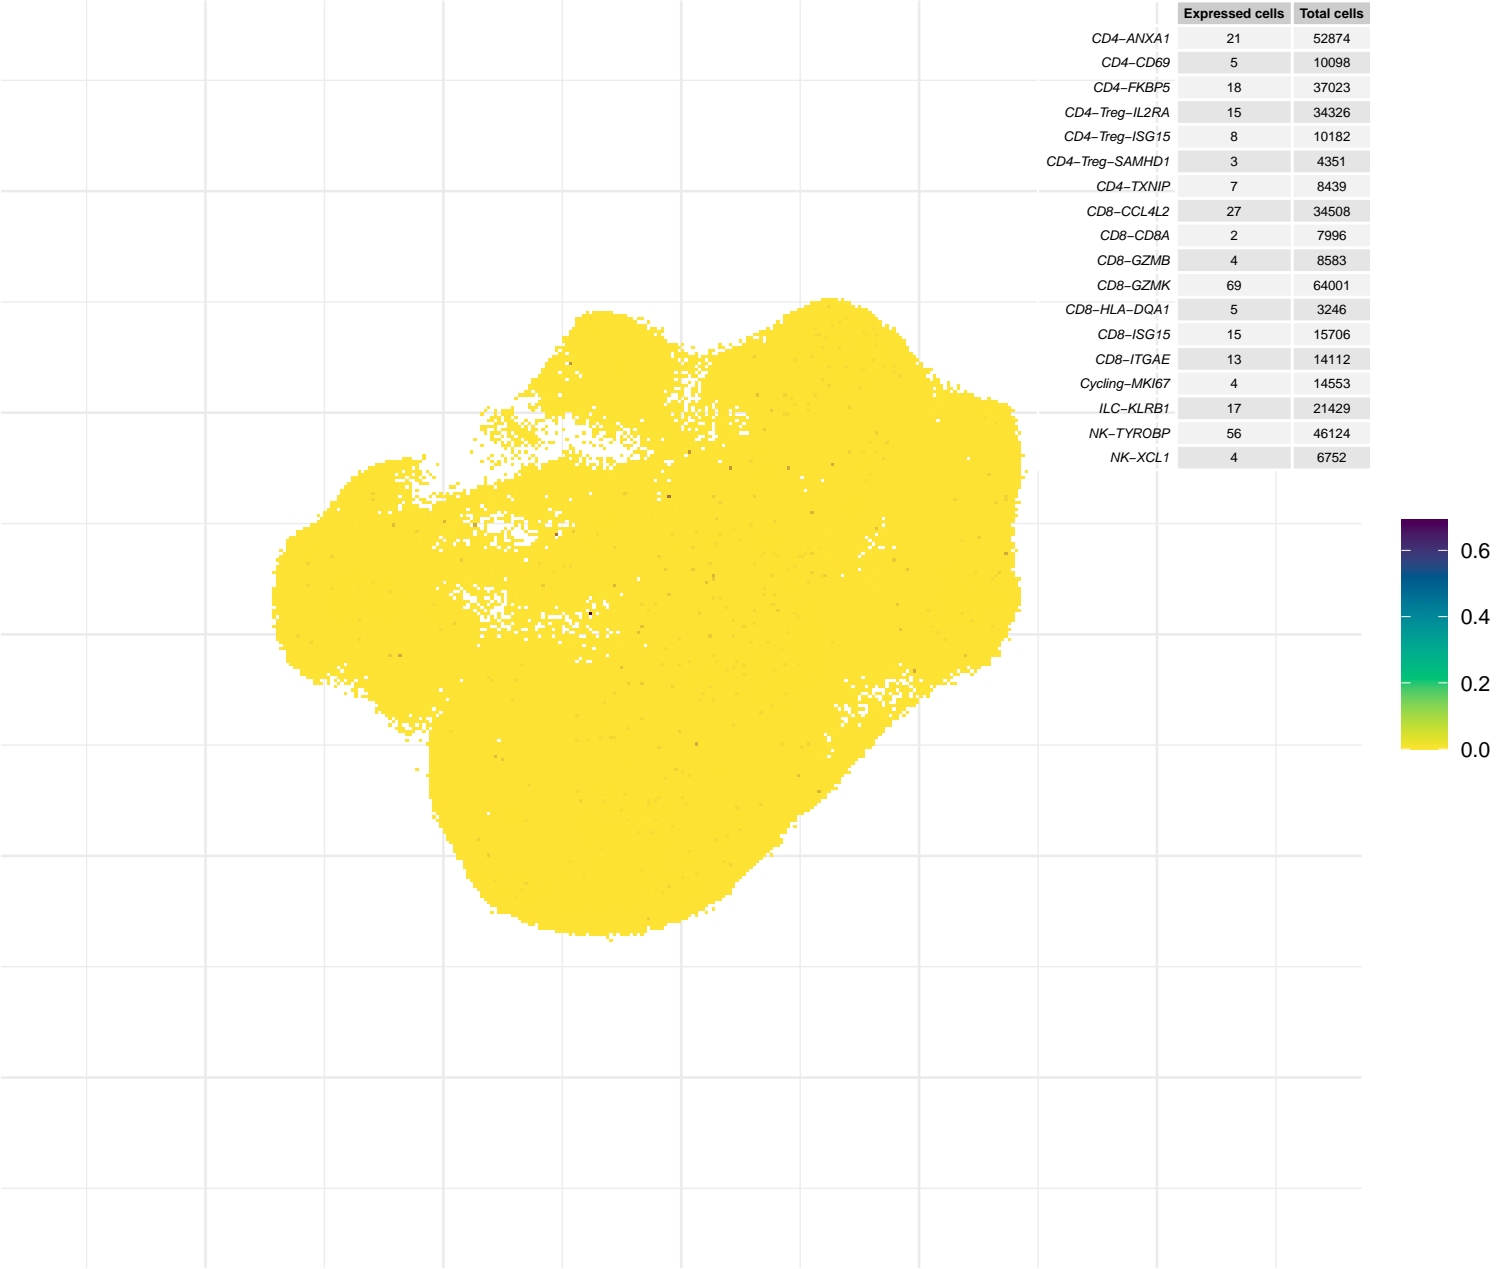 Expressed cells Total cells
CD4−ANXA1 21 52874
CD4−CD69 5 10098
CD4−FKBP5 18 37023
CD4−Treg−IL2RA 15 34326
CD4−Treg−ISG15 8 10182
CD4−Treg−SAMHD1 3 4351
CD4−TXNIP 7 8439
CD8−CCL4L2 27 34508
CD8−CD8A 2 7996
CD8−GZMB 4 8583
CD8−GZMK 69 64001
CD8−HLA−DQA1 5 3246
CD8−ISG15 15 15706
CD8−ITGAE 13 14112
Cycling−MKI67 4 14553
ILC−KLRB1 17 21429
NK−TYROBP 56 46124
NK−XCL1 4 6752
0.6
0.4
0.2
0.0